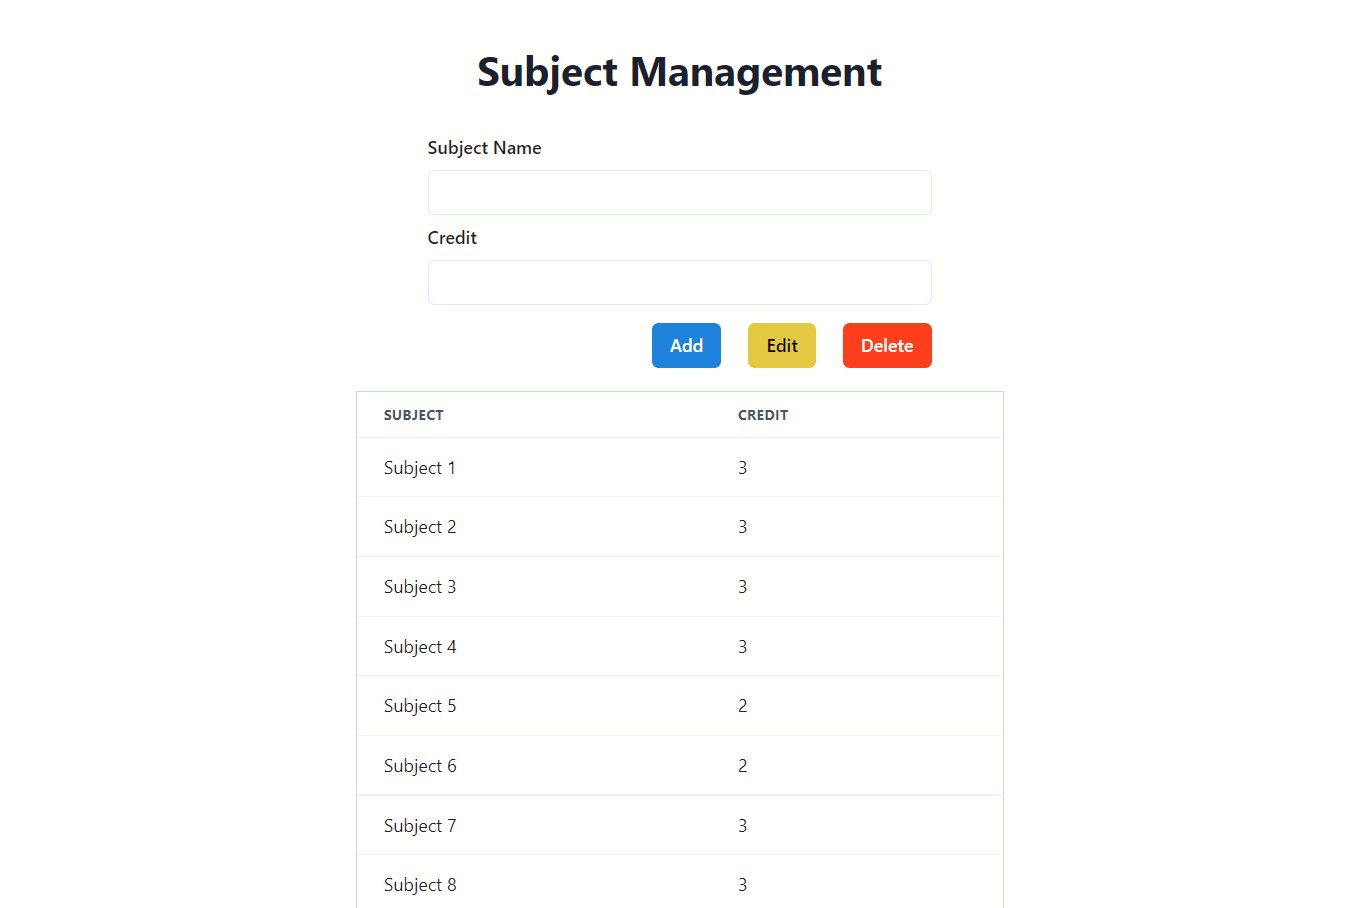 Subject Management
Subject Name
Credit
Add Edit Delete
SUBJECT CREDIT
Subject 1 3
Subject 2 3
Subject 3 3
Subject 4 3
Subject 5 2
Subject 6 2
Subject 7 3
Subject 8 3